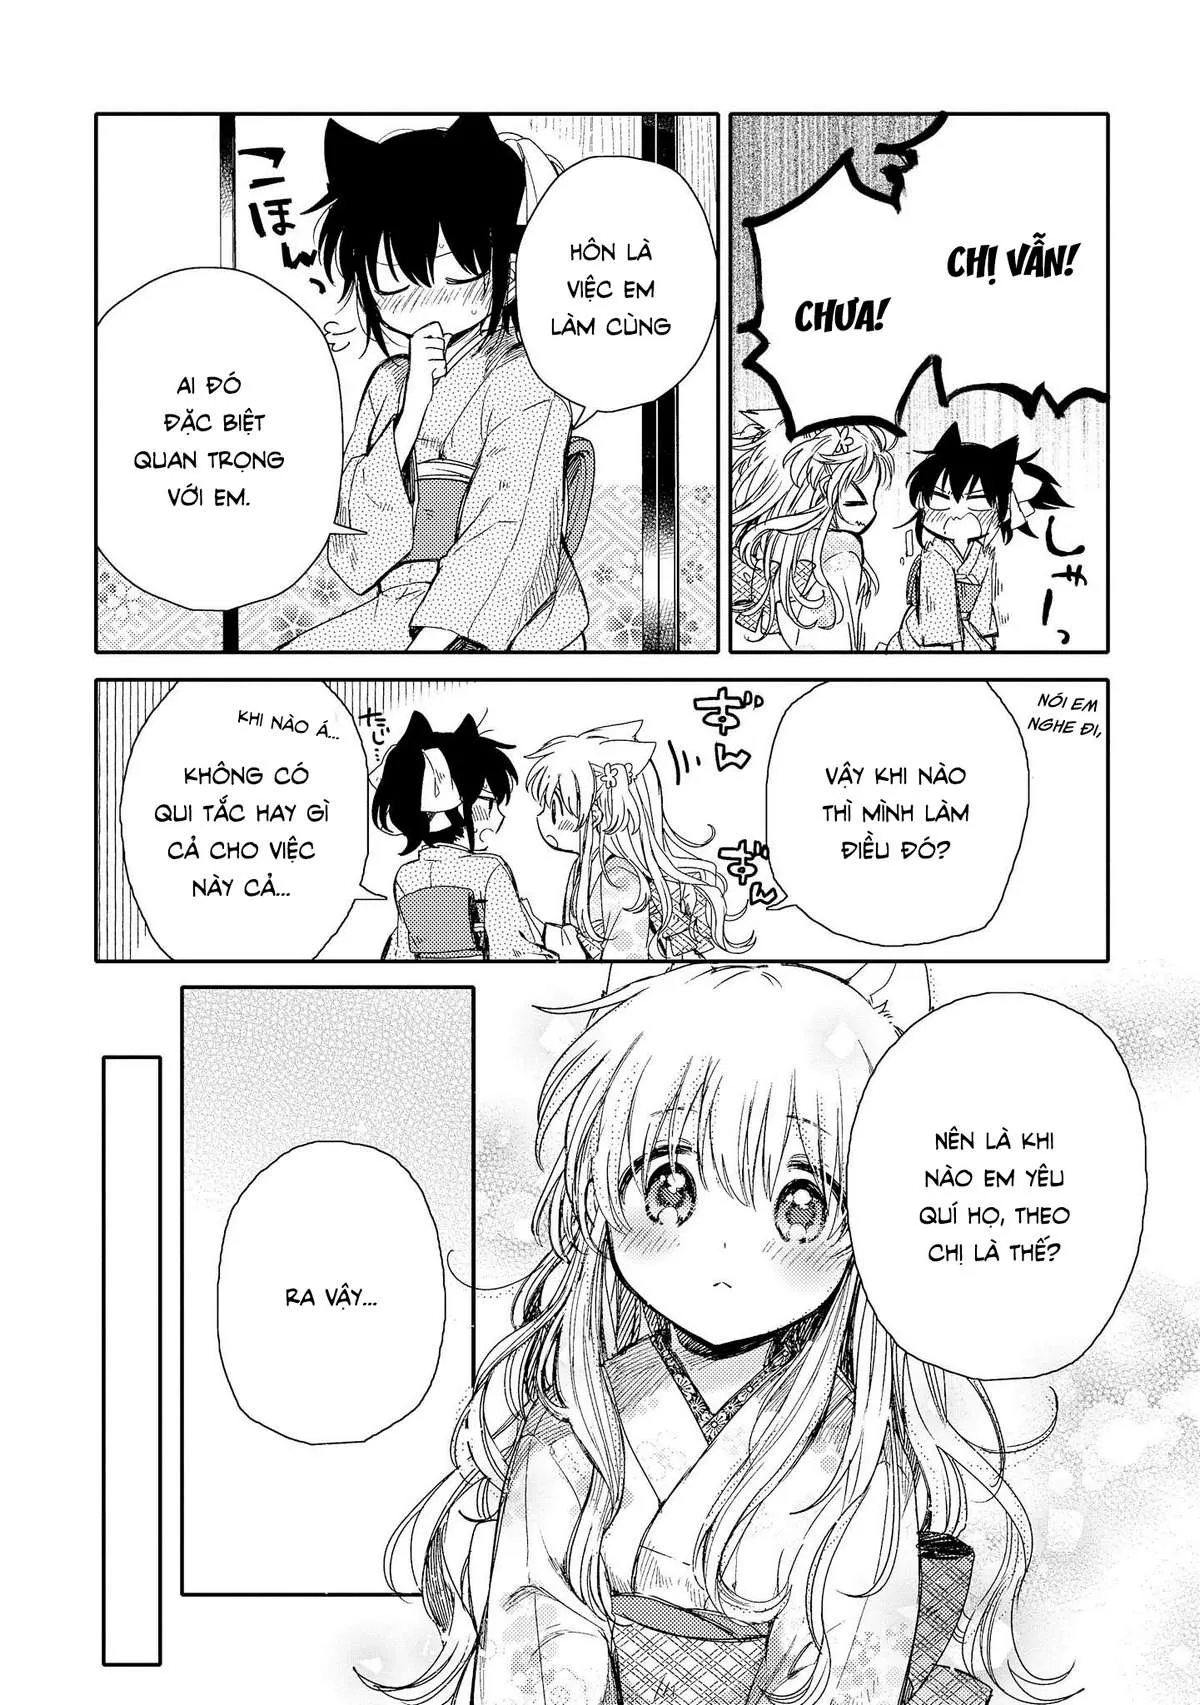 CHỊ VẪN!
CHƯA!
しゃーっ
HÔN LÀ
VIỆC EM
LÀM CÙNG
こほんっ
AI ĐÓ
ĐẶC BIỆT
QUAN TRỌNG
VỚI EM.
NÓI EM
NGHE ĐI,
VẬY KHI NÀO
THÌ MÌNH LÀM
ĐIỀU ĐÓ?
KHI NÀO Á...
KHÔNG CÓ
QUI TẮC HAY GÌ
CẢ CHO VIỆC
NÀY CẢ...
NÊN LÀ KHI
NÀO EM YÊU
QUÍ HỌ, THEO
CHỊ LÀ THẾ?
RA VẬY...